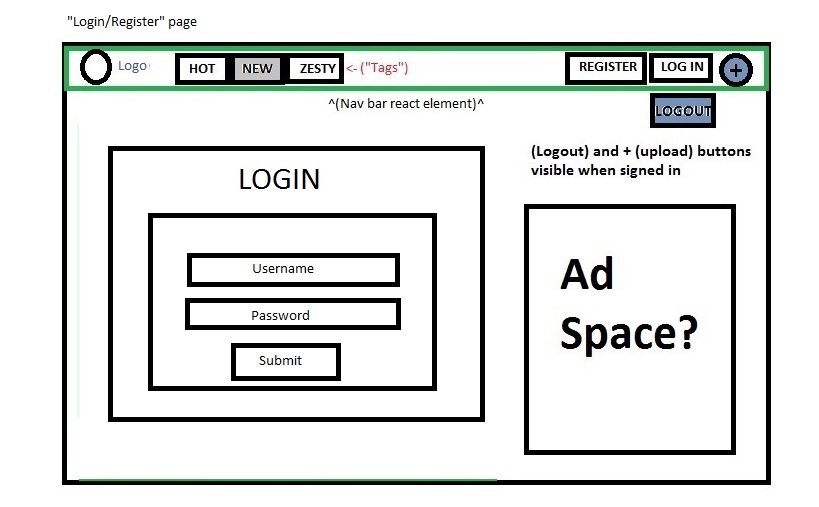 "Login/Register" page
Logo
HOT NEW ZESTY <- ("Tags")
REGISTER LOG IN +
^(Nav bar react element)^
LOGOUT
(Logout) and + (upload) buttons
visible when signed in
LOGIN
Username
Password
Submit
Ad
Space?